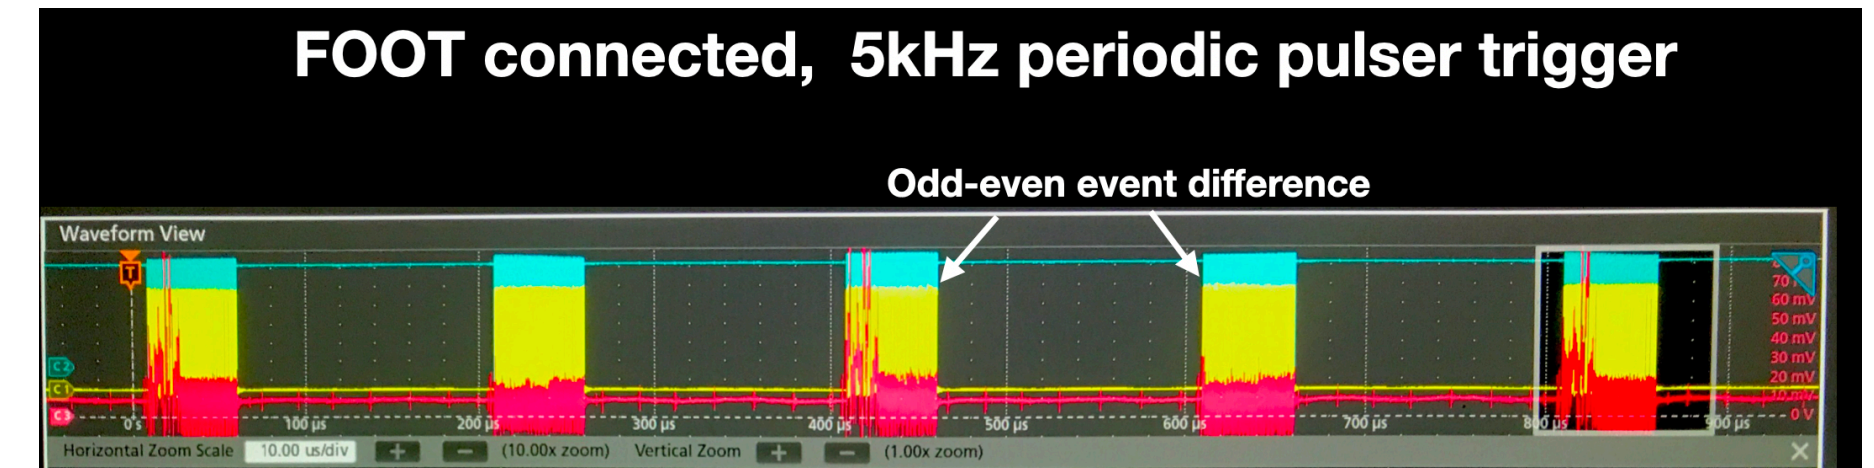 FOOT connected, 5kHz periodic pulser trigger
Odd-even event difference
Waveform View
T
70
60 mV
50 mV
40 mV
30 mV
20 mV
10 mV
0 V
C2
C1
C3
0 s 100 µs 200 µs 300 µs 400 µs 500 µs 600 µs 700 µs 800 µs 900 µs
Horizontal Zoom Scale 10.00 us/div + - (10.00x zoom) Vertical Zoom + - (1.00x zoom)